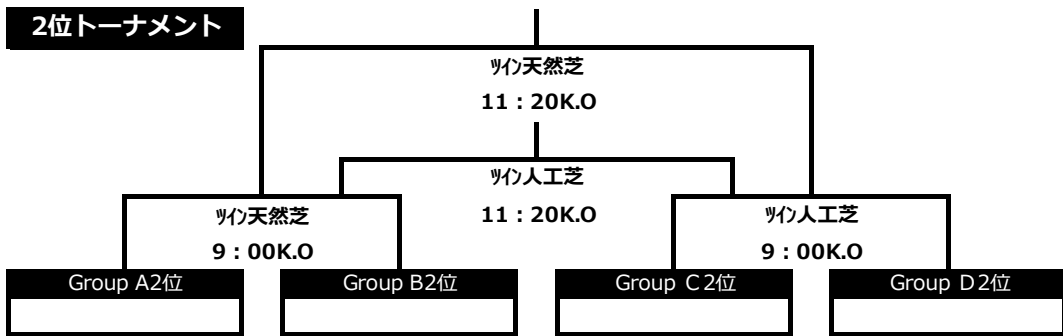 2位トーナメント
ﾂｲﾝ天然芝
11：20K.O
ﾂｲﾝ人工芝
11：20K.O
ﾂｲﾝ天然芝
9：00K.O
ﾂｲﾝ人工芝
9：00K.O
Group A2位
Group B2位
Group Ｃ2位
Group Ｄ2位